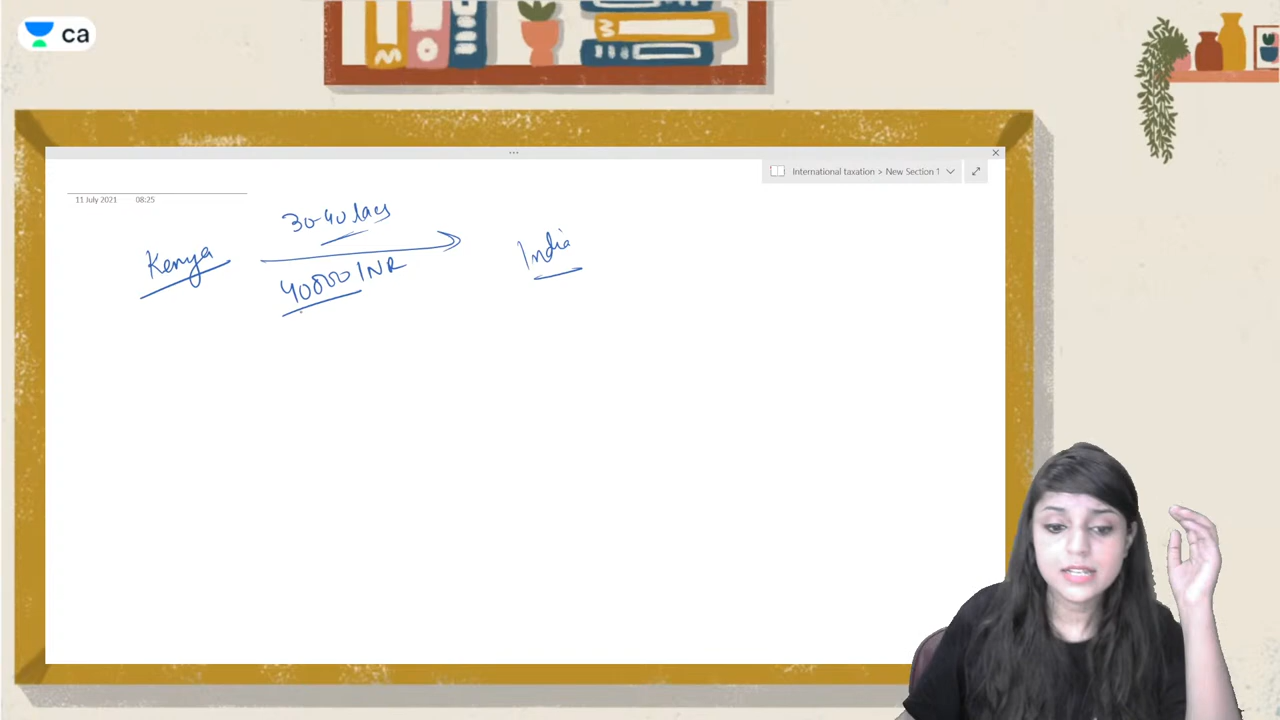 ca
International taxation > New Section 1
11 July 2021 08:25
30-40 lacs
Kenya
India
40000 INR